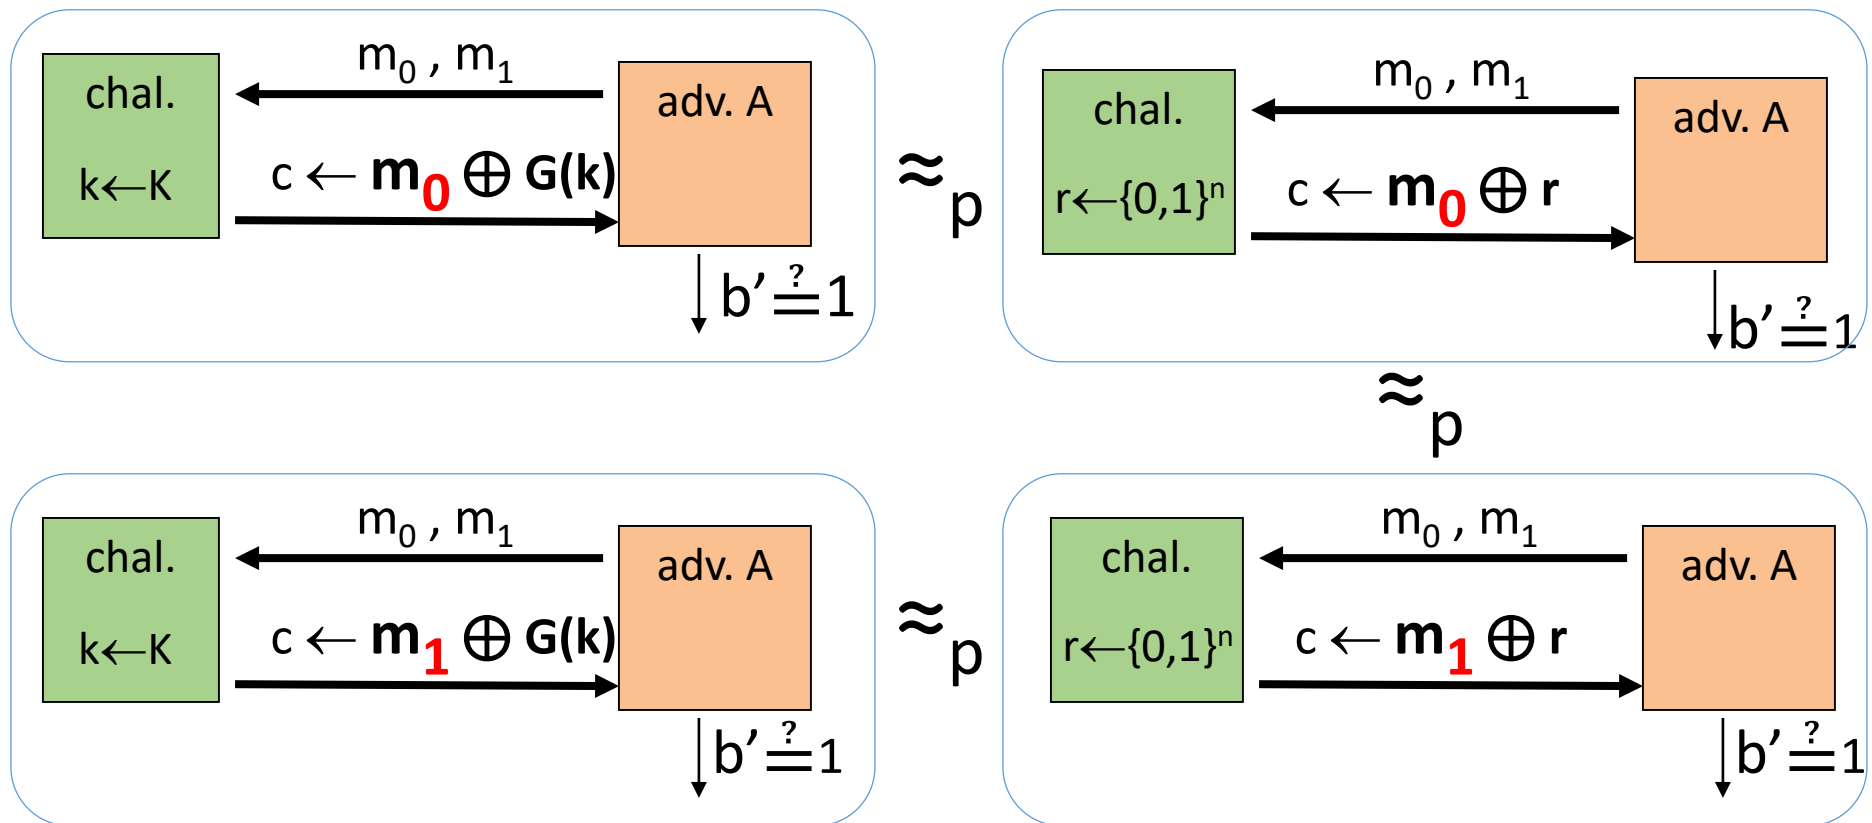 m₀ , m₁
chal.
adv. A
k←K
c ← m₀ ⊕ G(k)
b' ≟ 1
≈p
m₀ , m₁
chal.
adv. A
r←{0,1}ⁿ
c ← m₀ ⊕ r
b' ≟ 1
≈p
m₀ , m₁
chal.
adv. A
k←K
c ← m₁ ⊕ G(k)
b' ≟ 1
≈p
m₀ , m₁
chal.
adv. A
r←{0,1}ⁿ
c ← m₁ ⊕ r
b' ≟ 1